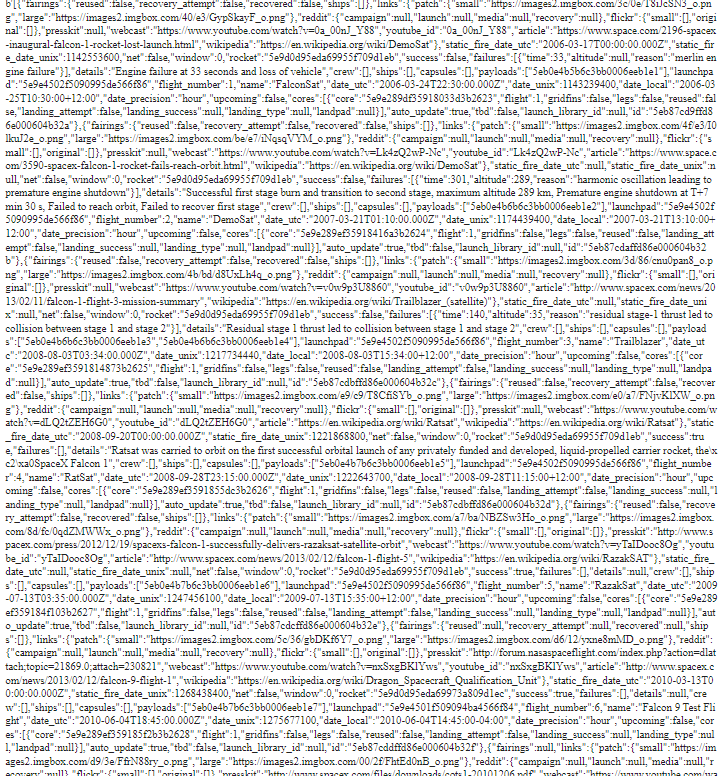 b'[{"fairings":{"reused":false,"recovery_attempt":false,"recovered":false,"ships":[]},"links":{"patch":{"small":"https://images2.imgbox.com/3c/0e/T8iJcSN3_o.pn
g","large":"https://images2.imgbox.com/40/e3/GypSkayF_o.png"},"reddit":{"campaign":null,"launch":null,"media":null,"recovery":null},"flickr":{"small":[],"orig
inal":[]},"presskit":null,"webcast":"https://www.youtube.com/watch?v=0a_00nJ_Y88","youtube_id":"0a_00nJ_Y88","article":"https://www.space.com/2196-spacex
-inaugural-falcon-1-rocket-lost-launch.html","wikipedia":"https://en.wikipedia.org/wiki/DemoSat"},"static_fire_date_utc":"2006-03-17T00:00:00.000Z","static_fir
e_date_unix":1142553600,"net":false,"window":0,"rocket":"5e9d0d95eda69955f709d1eb","success":false,"failures":[{"time":33,"altitude":null,"reason":"merlin en
gine failure"}],"details":"Engine failure at 33 seconds and loss of vehicle","crew":[],"ships":[],"capsules":[],"payloads":["5eb0e4b5b6c3bb0006eeb1e1"],"launchpa
d":"5e9e4502f5090995de566f86","flight_number":1,"name":"FalconSat","date_utc":"2006-03-24T22:30:00.000Z","date_unix":1143239400,"date_local":"2006-03
-25T10:30:00+12:00","date_precision":"hour","upcoming":false,"cores":[{"core":"5e9e289df35918033d3b2623","flight":1,"gridfins":false,"legs":false,"reused":fals
e,"landing_attempt":false,"landing_success":null,"landing_type":null,"landpad":null}],"auto_update":true,"tbd":false,"launch_library_id":null,"id":"5eb87cd9ffd8
6e000604b32a"},{"fairings":{"reused":false,"recovery_attempt":false,"recovered":false,"ships":[]},"links":{"patch":{"small":"https://images2.imgbox.com/4f/e3/I0
lkuJ2e_o.png","large":"https://images2.imgbox.com/be/e7/iNqsqVYM_o.png"},"reddit":{"campaign":null,"launch":null,"media":null,"recovery":null},"flickr":{"s
mall":[],"original":[]},"presskit":null,"webcast":"https://www.youtube.com/watch?v=Lk4zQ2wP-Nc","youtube_id":"Lk4zQ2wP-Nc","article":"https://www.space.c
om/3590-spacex-falcon-1-rocket-fails-reach-orbit.html","wikipedia":"https://en.wikipedia.org/wiki/DemoSat"},"static_fire_date_utc":null,"static_fire_date_unix":n
ull,"net":false,"window":0,"rocket":"5e9d0d95eda69955f709d1eb","success":false,"failures":[{"time":301,"altitude":289,"reason":"harmonic oscillation leading to
premature engine shutdown"}],"details":"Successful first stage burn and transition to second stage, maximum altitude 289 km, Premature engine shutdown at T+7
min 30 s, Failed to reach orbit, Failed to recover first stage","crew":[],"ships":[],"capsules":[],"payloads":["5eb0e4b6b6c3bb0006eeb1e2"],"launchpad":"5e9e4502f
5090995de566f86","flight_number":2,"name":"DemoSat","date_utc":"2007-03-21T01:10:00.000Z","date_unix":1174439400,"date_local":"2007-03-21T13:10:00+
12:00","date_precision":"hour","upcoming":false,"cores":[{"core":"5e9e289ef35918416a3b2624","flight":1,"gridfins":false,"legs":false,"reused":false,"landing_att
empt":false,"landing_success":null,"landing_type":null,"landpad":null}],"auto_update":true,"tbd":false,"launch_library_id":null,"id":"5eb87cdaffd86e000604b32
b"},{"fairings":{"reused":false,"recovery_attempt":false,"recovered":false,"ships":[]},"links":{"patch":{"small":"https://images2.imgbox.com/3d/86/cnu0pan8_o.p
ng","large":"https://images2.imgbox.com/4b/bd/d8UxLh4q_o.png"},"reddit":{"campaign":null,"launch":null,"media":null,"recovery":null},"flickr":{"small":[],"ori
ginal":[]},"presskit":null,"webcast":"https://www.youtube.com/watch?v=v0w9p3U8860","youtube_id":"v0w9p3U8860","article":"http://www.spacex.com/news/20
13/02/11/falcon-1-flight-3-mission-summary","wikipedia":"https://en.wikipedia.org/wiki/Trailblazer_(satellite)"},"static_fire_date_utc":null,"static_fire_date_uni
x":null,"net":false,"window":0,"rocket":"5e9d0d95eda69955f709d1eb","success":false,"failures":[{"time":140,"altitude":35,"reason":"residual stage-1 thrust led to
collision between stage 1 and stage 2"}],"details":"Residual stage 1 thrust led to collision between stage 1 and stage 2","crew":[],"ships":[],"capsules":[],"payload
s":["5eb0e4b6b6c3bb0006eeb1e3","5eb0e4b6b6c3bb0006eeb1e4"],"launchpad":"5e9e4502f5090995de566f86","flight_number":3,"name":"Trailblazer","date_ut
c":"2008-08-03T03:34:00.000Z","date_unix":1217734440,"date_local":"2008-08-03T15:34:00+12:00","date_precision":"hour","upcoming":false,"cores":[{"cor
e":"5e9e289ef3591814873b2625","flight":1,"gridfins":false,"legs":false,"reused":false,"landing_attempt":false,"landing_success":null,"landing_type":null,"landpa
d":null}],"auto_update":true,"tbd":false,"launch_library_id":null,"id":"5eb87cdbffd86e000604b32c"},{"fairings":{"reused":false,"recovery_attempt":false,"recover
ed":false,"ships":[]},"links":{"patch":{"small":"https://images2.imgbox.com/e9/c9/T8CfiSYb_o.png","large":"https://images2.imgbox.com/e0/a7/FNjvKlXW_o.pn
g"},"reddit":{"campaign":null,"launch":null,"media":null,"recovery":null},"flickr":{"small":[],"original":[]},"presskit":null,"webcast":"https://www.youtube.com/w
atch?v=dLQ2tZEH6G0","youtube_id":"dLQ2tZEH6G0","article":"https://en.wikipedia.org/wiki/Ratsat","wikipedia":"https://en.wikipedia.org/wiki/Ratsat"},"static
_fire_date_utc":"2008-09-20T00:00:00.000Z","static_fire_date_unix":1221868800,"net":false,"window":0,"rocket":"5e9d0d95eda69955f709d1eb","success":true
,"failures":[],"details":"Ratsat was carried to orbit on the first successful orbital launch of any privately funded and developed, liquid-propelled carrier rocket, the\x
c2\xa0SpaceX Falcon 1","crew":[],"ships":[],"capsules":[],"payloads":["5eb0e4b7b6c3bb0006eeb1e5"],"launchpad":"5e9e4502f5090995de566f86","flight_numbe
r":4,"name":"RatSat","date_utc":"2008-09-28T23:15:00.000Z","date_unix":1222643700,"date_local":"2008-09-28T11:15:00+12:00","date_precision":"hour","upc
oming":false,"cores":[{"core":"5e9e289ef3591855dc3b2626","flight":1,"gridfins":false,"legs":false,"reused":false,"landing_attempt":false,"landing_success":null,"l
anding_type":null,"landpad":null}],"auto_update":true,"tbd":false,"launch_library_id":null,"id":"5eb87cdbffd86e000604b32d"},{"fairings":{"reused":false,"recove
ry_attempt":false,"recovered":false,"ships":[]},"links":{"patch":{"small":"https://images2.imgbox.com/a7/ba/NBZSw3Ho_o.png","large":"https://images2.imgbox.co
m/8d/fc/0qdZMWWx_o.png"},"reddit":{"campaign":null,"launch":null,"media":null,"recovery":null},"flickr":{"small":[],"original":[]},"presskit":"http://www.s
pacex.com/press/2012/12/19/spacexs-falcon-1-successfully-delivers-razaksat-satellite-orbit","webcast":"https://www.youtube.com/watch?v=yTaIDooc8Og","youtu
be_id":"yTaIDooc8Og","article":"http://www.spacex.com/news/2013/02/12/falcon-1-flight-5","wikipedia":"https://en.wikipedia.org/wiki/RazakSAT"},"static_fire_
date_utc":null,"static_fire_date_unix":null,"net":false,"window":0,"rocket":"5e9d0d95eda69955f709d1eb","success":true,"failures":[],"details":null,"crew":[],"shi
ps":[],"capsules":[],"payloads":["5eb0e4b7b6c3bb0006eeb1e6"],"launchpad":"5e9e4502f5090995de566f86","flight_number":5,"name":"RazakSat","date_utc":"2009
-07-13T03:35:00.000Z","date_unix":1247456100,"date_local":"2009-07-13T15:35:00+12:00","date_precision":"hour","upcoming":false,"cores":[{"core":"5e9e289
ef359184f103b2627","flight":1,"gridfins":false,"legs":false,"reused":false,"landing_attempt":false,"landing_success":null,"landing_type":null,"landpad":null}],"aut
o_update":true,"tbd":false,"launch_library_id":null,"id":"5eb87cdcffd86e000604b32e"},{"fairings":{"reused":null,"recovery_attempt":null,"recovered":null,"ship
s":[]},"links":{"patch":{"small":"https://images2.imgbox.com/5c/36/gbDKf6Y7_o.png","large":"https://images2.imgbox.com/d6/12/yxne8mMD_o.png"},"reddit":
{"campaign":null,"launch":null,"media":null,"recovery":null},"flickr":{"small":[],"original":[]},"presskit":"http://forum.nasaspaceflight.com/index.php?action=dlat
tach;topic=21869.0;attach=230821","webcast":"https://www.youtube.com/watch?v=nxSxgBKlYws","youtube_id":"nxSxgBKlYws","article":"http://www.spacex.c
om/news/2013/02/12/falcon-9-flight-1","wikipedia":"https://en.wikipedia.org/wiki/Dragon_Spacecraft_Qualification_Unit"},"static_fire_date_utc":"2010-03-13T0
0:00:00.000Z","static_fire_date_unix":1268438400,"net":false,"window":0,"rocket":"5e9d0d95eda69973a809d1ec","success":true,"failures":[],"details":null,"cre
w":[],"ships":[],"capsules":[],"payloads":["5eb0e4b7b6c3bb0006eeb1e7"],"launchpad":"5e9e4501f509094ba4566f84","flight_number":6,"name":"Falcon 9 Test Fli
ght","date_utc":"2010-06-04T18:45:00.000Z","date_unix":1275677100,"date_local":"2010-06-04T14:45:00-04:00","date_precision":"hour","upcoming":false,"cor
es":[{"core":"5e9e289ef359185f2b3b2628","flight":1,"gridfins":false,"legs":false,"reused":false,"landing_attempt":false,"landing_success":null,"landing_type":nul
l,"landpad":null}],"auto_update":true,"tbd":false,"launch_library_id":null,"id":"5eb87cddffd86e000604b32f"},{"fairings":null,"links":{"patch":{"small":"https://im
ages2.imgbox.com/d9/3e/FfrN88ry_o.png","large":"https://images2.imgbox.com/00/2f/FhtEd0nB_o.png"},"reddit":{"campaign":null,"launch":null,"media":null,"r
ecovery":null},"flickr":{"small":[],"original":[]},"presskit":"http://www.spacex.com/files/downloads/cots1-20101206.pdf","webcast":"https://www.youtube.com/wa